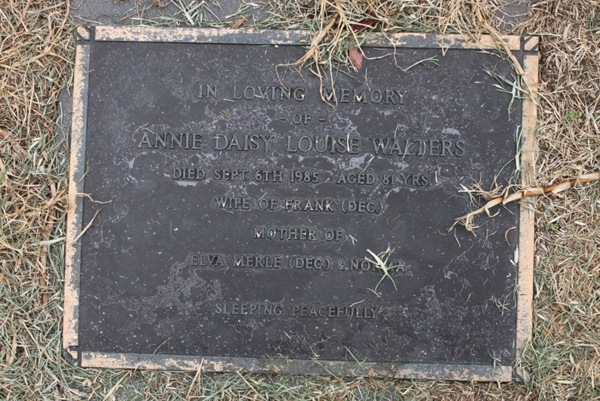 IN LOVING MEMORY
- OF -
ANNIE DAISY LOUISE WALTERS
DIED SEPT. 6TH 1985 AGED 81 YRS.
WIFE OF FRANK (DEC.)
MOTHER OF
ELVA MERLE (DEC.) &
SLEEPING PEACEFULLY